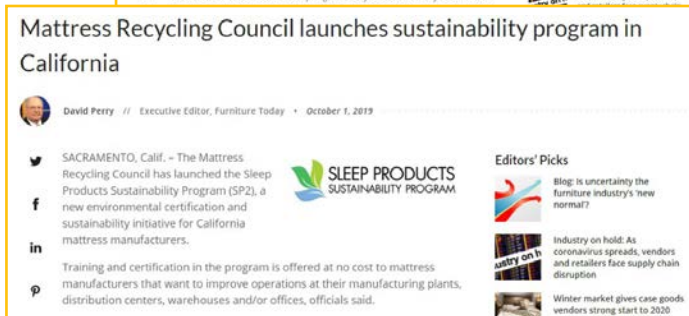 Mattress Recycling Council launches sustainability program in
California
David Perry // Executive Editor, Furniture Today • October 1, 2019
SACRAMENTO, Calif. – The Mattress
Recycling Council has launched the Sleep
Products Sustainability Program (SP2), a
new environmental certification and
sustainability initiative for California
mattress manufacturers.
SLEEP PRODUCTS
SUSTAINABILITY PROGRAM
Training and certification in the program is offered at no cost to mattress
manufacturers that want to improve operations at their manufacturing plants,
distribution centers, warehouses and/or offices, officials said.
Editors' Picks
Blog: Is uncertainty the
furniture industry's 'new
normal'?
ustry on h
Industry on hold: As
coronavirus spreads, vendors
and retailers face supply chain
disruption
Winter market gives case goods
vendors strong start to 2020